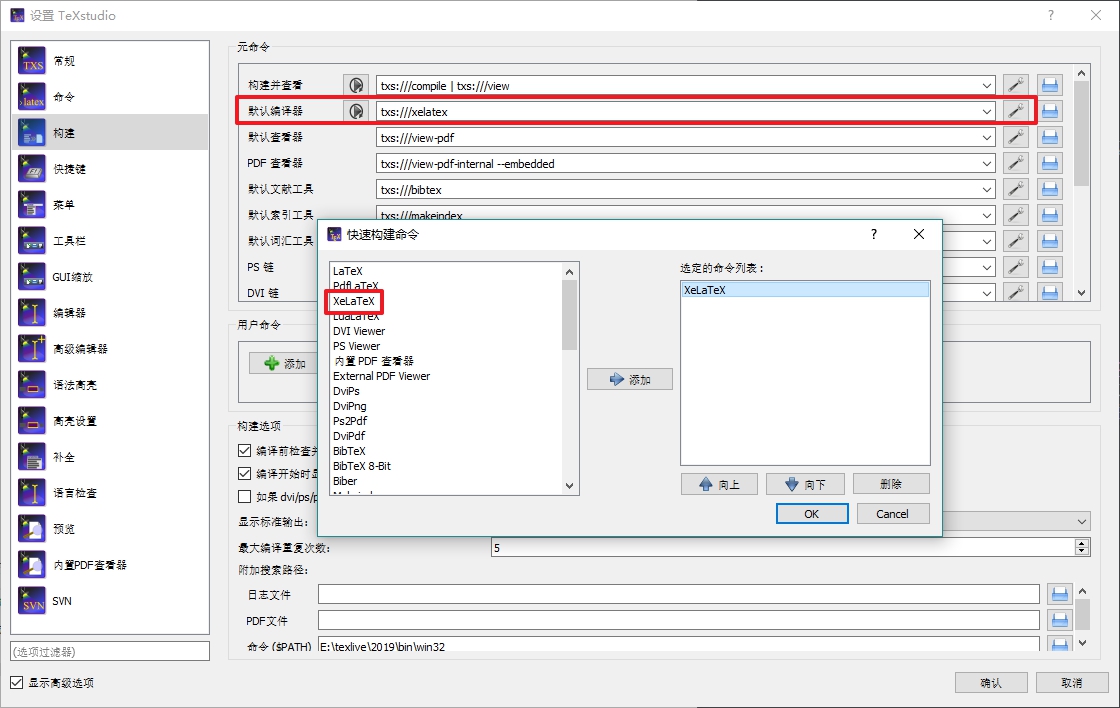 设置 TeXstudio
常规
命令
构建
快捷键
菜单
工具栏
GUI缩放
编辑器
高级编辑器
语法高亮
高亮设置
补全
语言检查
预览
内置PDF查看器
SVN
(选项过滤器)
显示高级选项
元命令
构建并查看 txs:///compile | txs:///view
默认编译器 txs:///xelatex
默认查看器 txs:///view-pdf
PDF 查看器 txs:///view-pdf-internal --embedded
默认文献工具 txs:///bibtex
默认索引工具 txs:///makeindex
默认词汇工具
PS 链
DVI 链
用户命令
添加
构建选项
编译前检查并
编译开始时显
如果 dvi/ps/p
显示标准输出:
最大编译重复次数: 5
附加搜索路径:
日志文件
PDF文件
命令 ($PATH) E:\texlive\2019\bin\win32
确认
取消
快速构建命令
LaTeX
PdfLaTeX
XeLaTeX
LuaLaTeX
DVI Viewer
PS Viewer
内置 PDF 查看器
External PDF Viewer
DviPs
DviPng
Ps2Pdf
DviPdf
BibTeX
BibTeX 8-Bit
Biber
添加
选定的命令列表：
XeLaTeX
向上
向下
删除
OK
Cancel